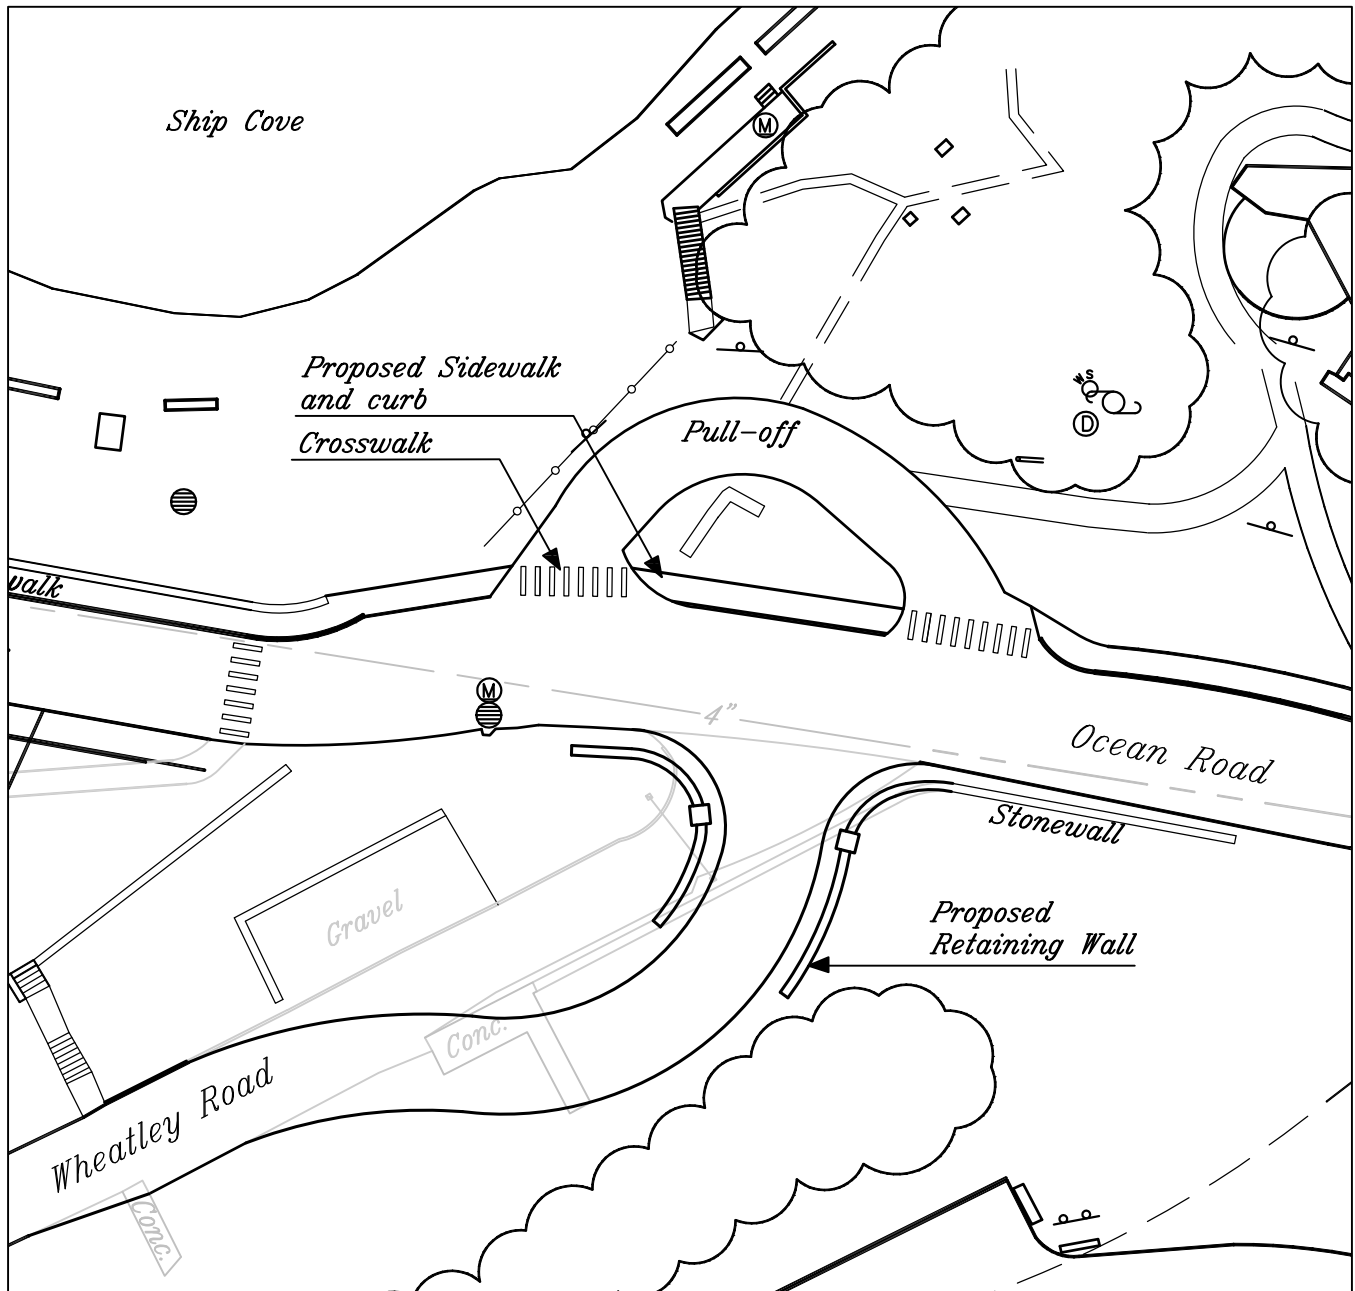 Ship Cove
M
Proposed Sidewalk
and curb
Crosswalk
Pull-off
W S
D
walk
M
4"
Ocean Road
Stonewall
Gravel
Proposed
Retaining Wall
Conc.
Wheatley Road
Conc.